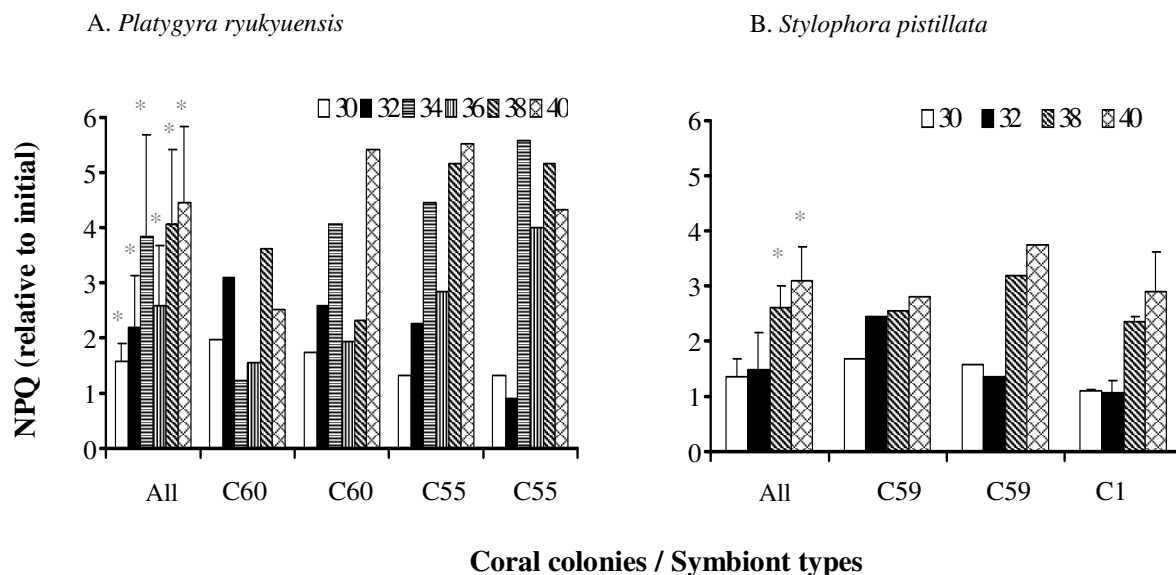 A. Platygyra ryukyuensis
B. Stylophora pistillata
NPQ (relative to initial)
30 32 34 36 38 40
6
5
4
3
2
1
0
* * * * * *
All C60 C60 C55 C55
30 32 38 40
6
5
4
3
2
1
0
* *
All C59 C59 C1
Coral colonies / Symbiont types